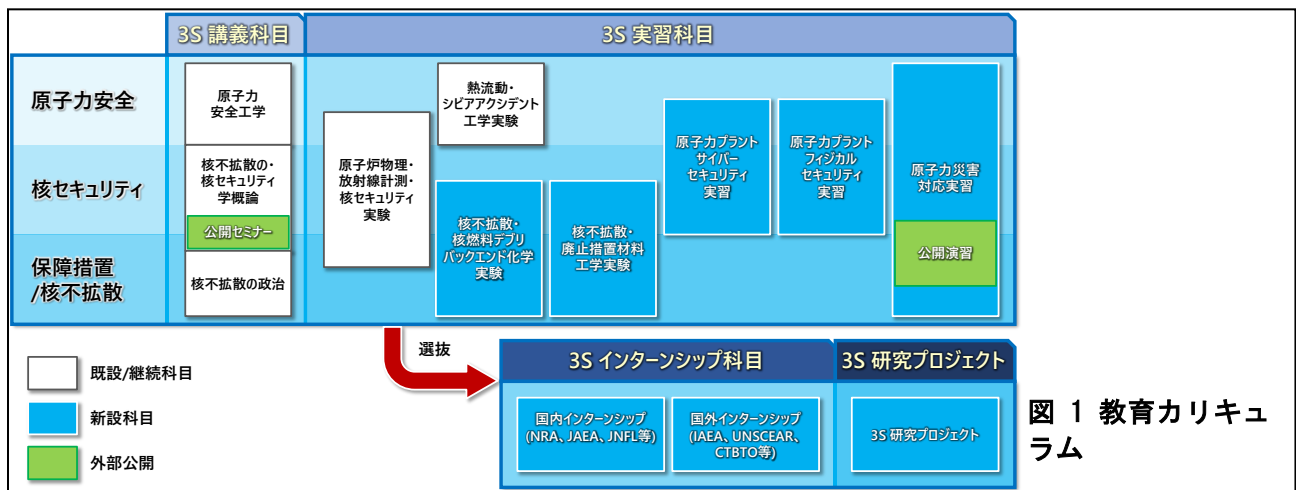 3S 講義科目
3S 実習科目
原子力安全
核セキュリティ
保障措置
/核不拡散
原子力
安全工学
核不拡散の・
核セキュリティ
学概論
公開セミナー
核不拡散の政治
原子炉物理・
放射線計測・
核セキュリティ
実験
熱流動・
シビアアクシデント
工学実験
核不拡散・
核燃料デブリ
バックエンド化学
実験
核不拡散・
廃止措置材料
工学実験
原子力プラント
サイバー
セキュリティ
実習
原子力プラント
フィジカル
セキュリティ
実習
原子力災害
対応実習
公開演習
既設/継続科目
新設科目
外部公開
選抜
3S インターンシップ科目
3S 研究プロジェクト
国内インターンシップ
(NRA、JAEA、JNFL等)
国外インターンシップ
(IAEA、UNSCEAR、
CTBTO等)
3S 研究プロジェクト
図 1 教育カリキュ
ラム